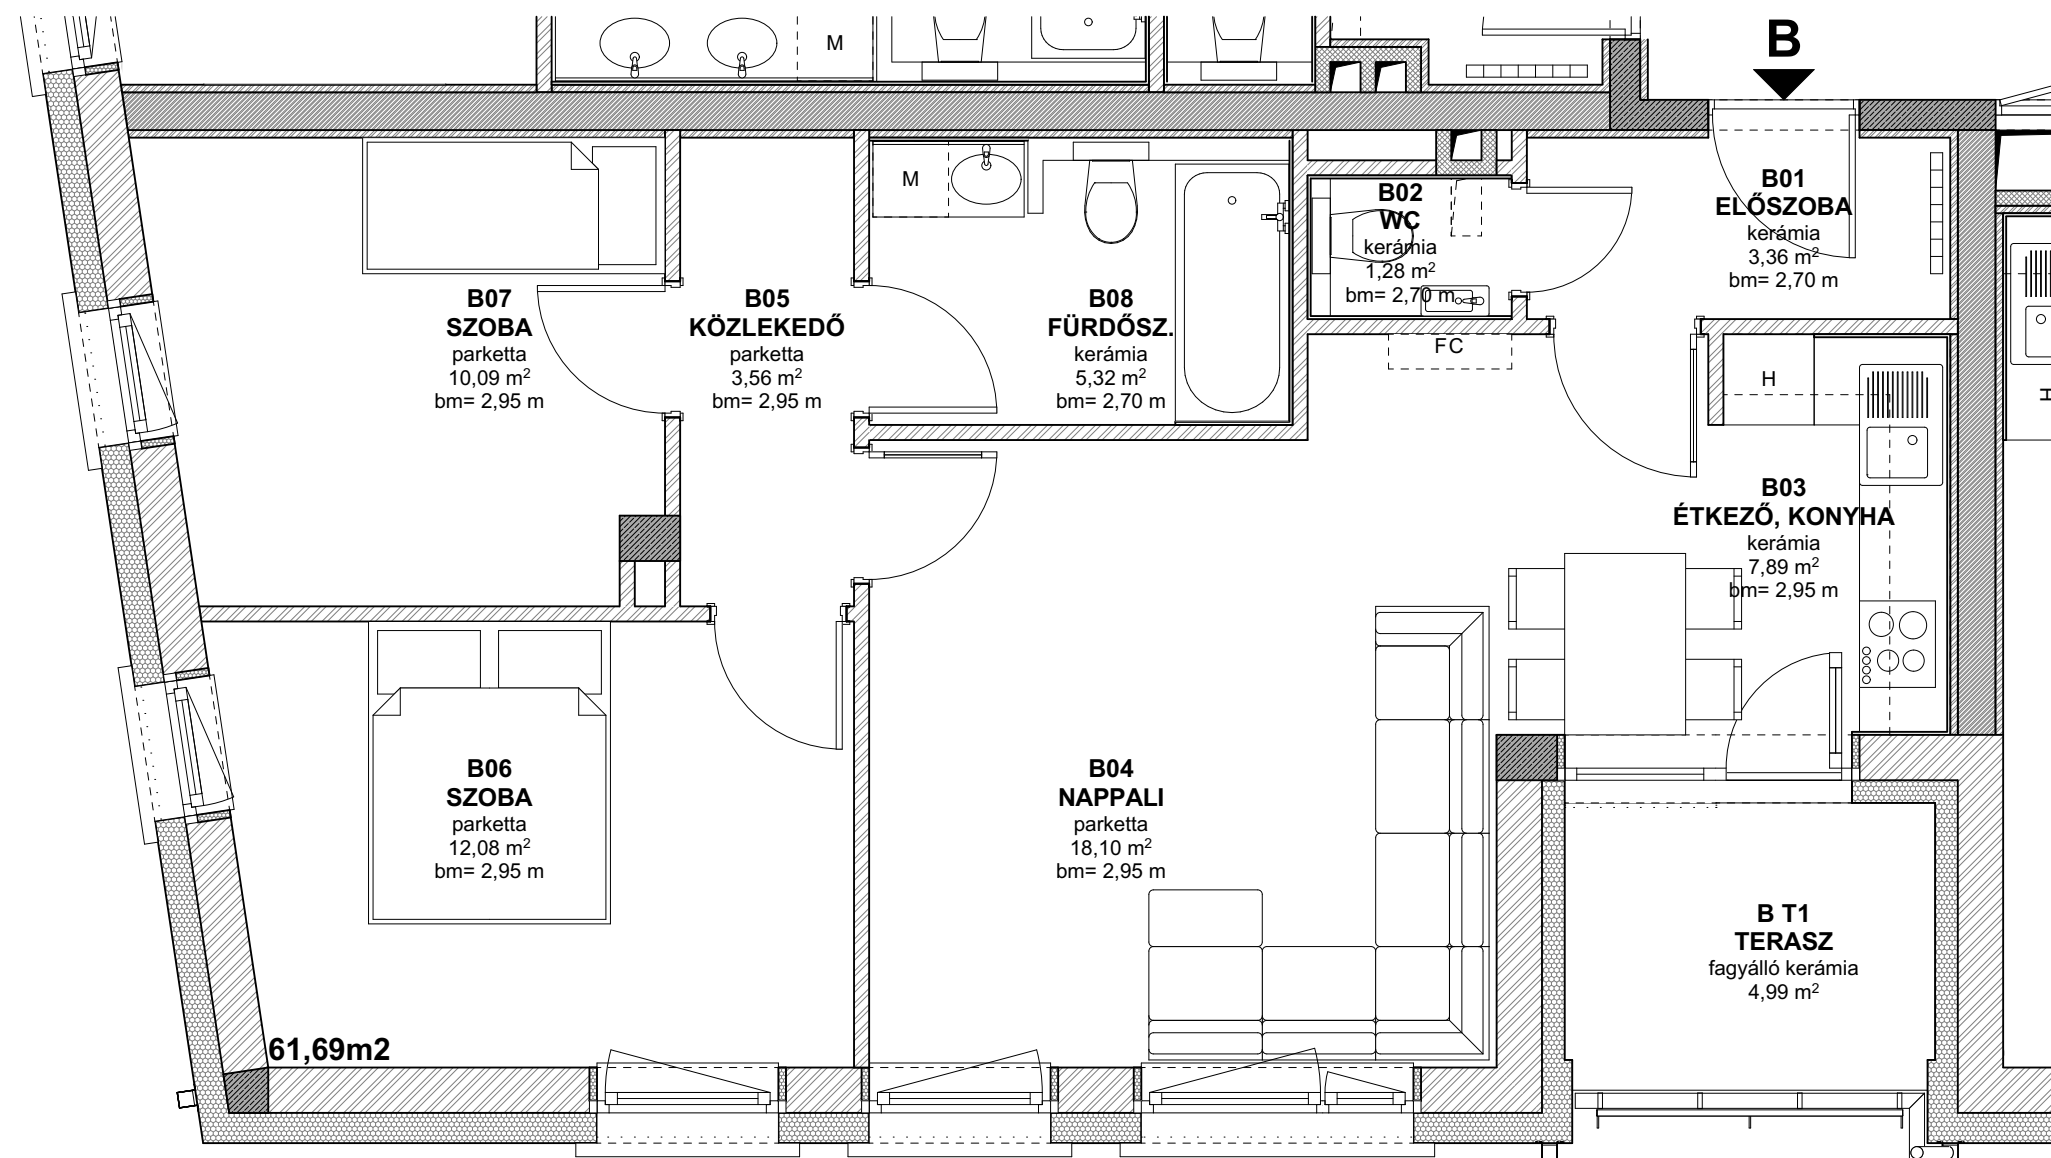 M
B
B01
ELŐSZOBA
kerámia
3,36 m²
bm= 2,70 m
B02
WC
kerámia
1,28 m²
bm= 2,70 m
M
B07
SZOBA
parketta
10,09 m²
bm= 2,95 m
B05
KÖZLEKEDŐ
parketta
3,56 m²
bm= 2,95 m
B08
FÜRDŐSZ.
kerámia
5,32 m²
bm= 2,70 m
FC
H
H
B03
ÉTKEZŐ, KONYHA
kerámia
7,89 m²
bm= 2,95 m
B06
SZOBA
parketta
12,08 m²
bm= 2,95 m
B04
NAPPALI
parketta
18,10 m²
bm= 2,95 m
B T1
TERASZ
fagyálló kerámia
4,99 m²
61,69m2